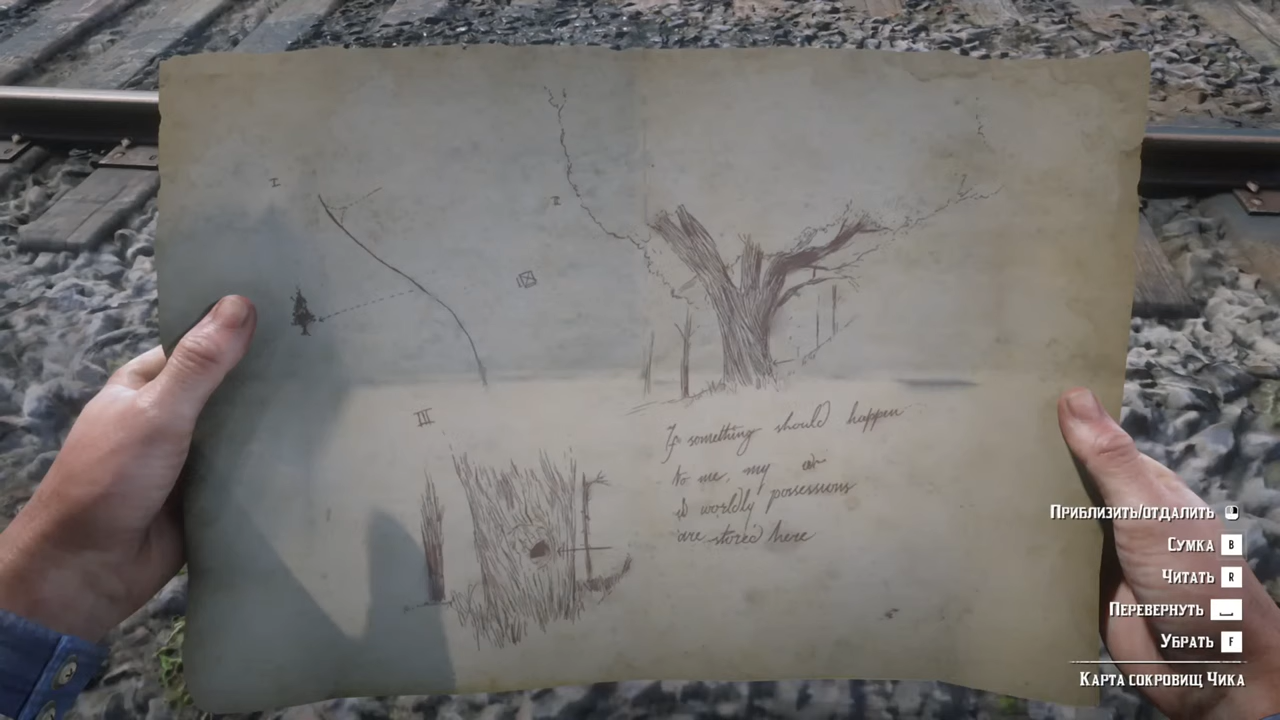 I
II
III
If something should happen
to me, my
worldly possessions
are stored here
Приблизить/отдалить
Сумка B
Читать R
Перевернуть
Убрать F
Карта сокровищ Чика